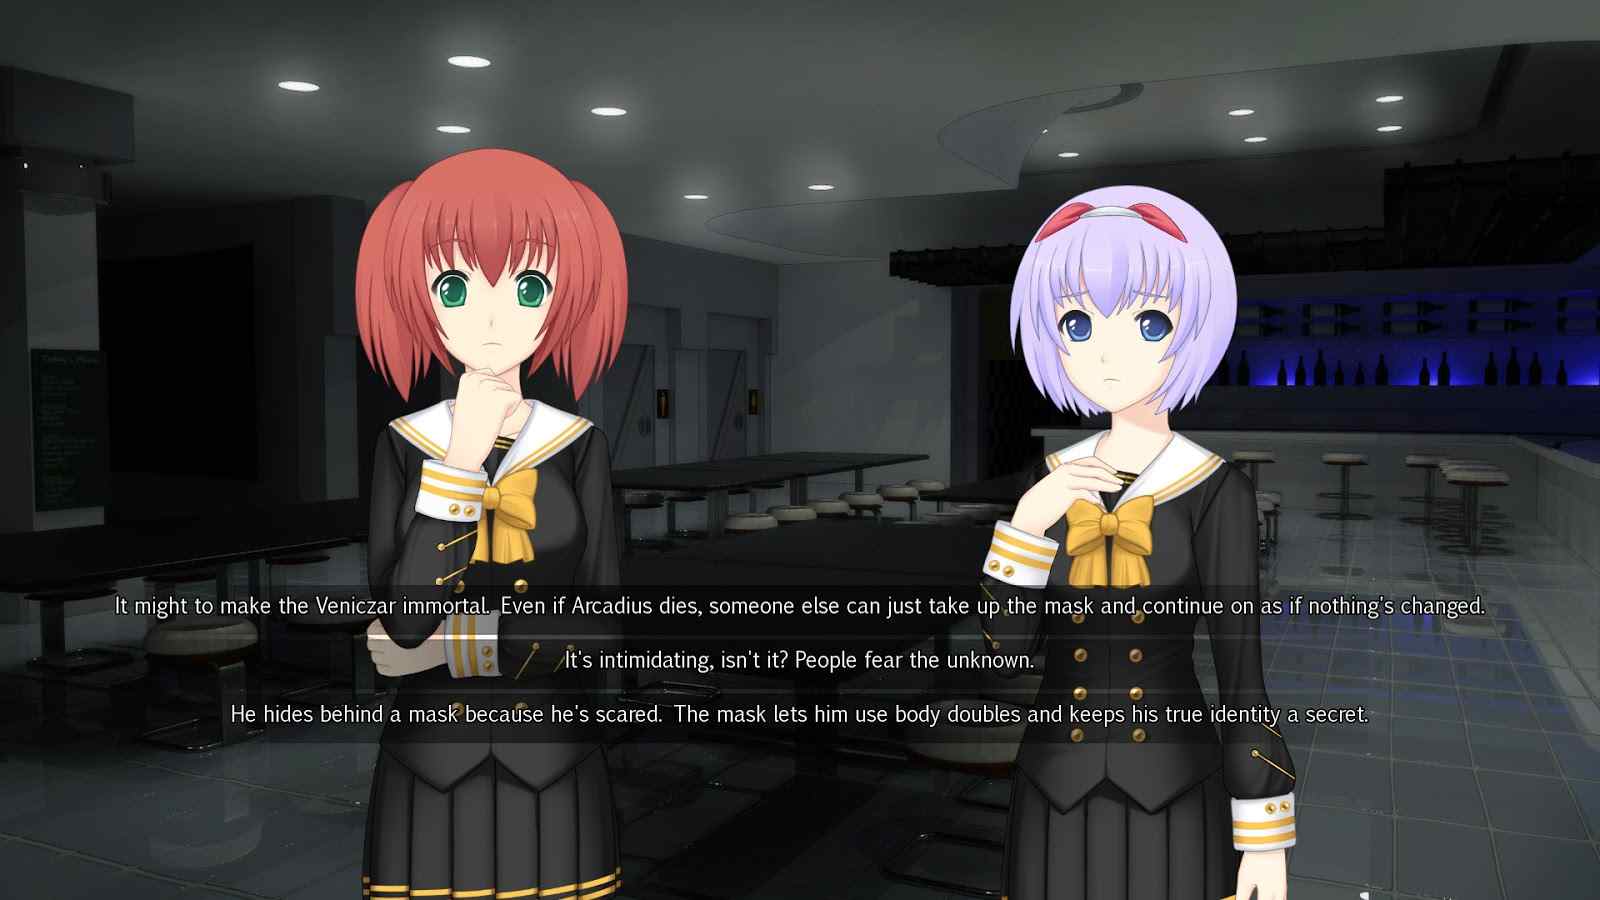 Today's Menu
It might to make the Veniczar immortal. Even if Arcadius dies, someone else can just take up the mask and continue on as if nothing's changed.
It's intimidating, isn't it? People fear the unknown.
He hides behind a mask because he's scared. The mask lets him use body doubles and keeps his true identity a secret.